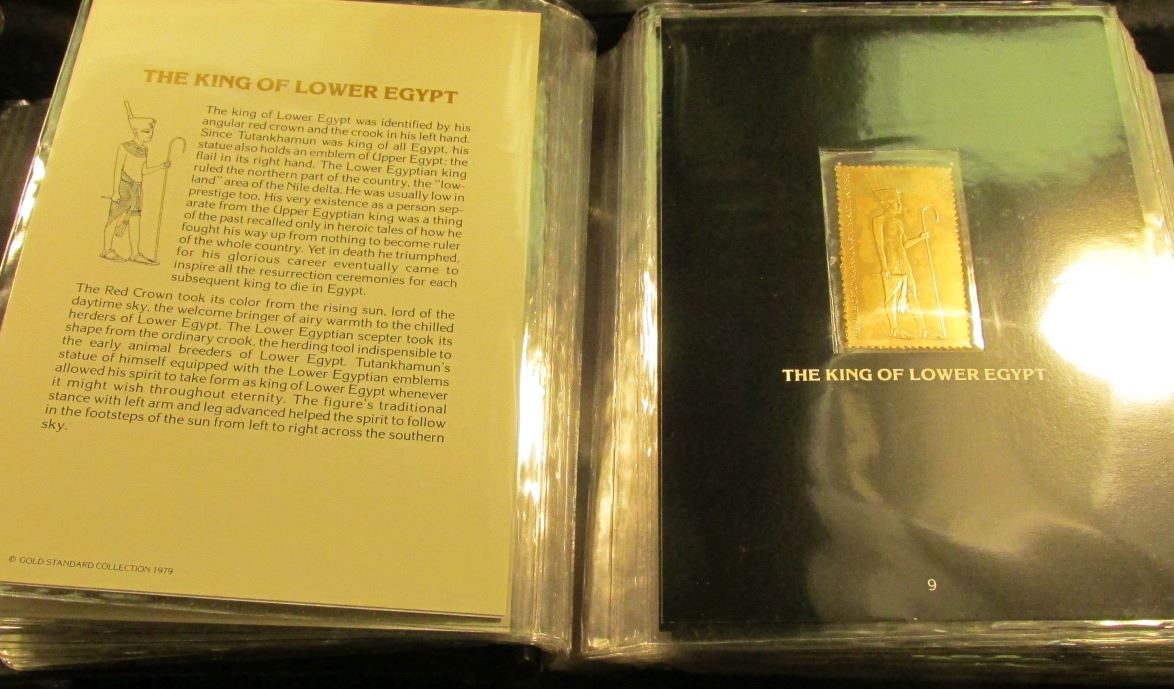 THE KING OF LOWER EGYPT
The king of Lower Egypt was identified by his
angular red crown and the crook in his left hand.
Since Tutankhamun was king of all Egypt, his
statue also holds an emblem of Upper Egypt: the
flail in its right hand. The Lower Egyptian king
ruled the northern part of the country, the "low-
land" area of the Nile delta. He was usually low in
prestige too. His very existence as a person sep-
arate from the Upper Egyptian king was a thing
of the past recalled only in heroic tales of how he
fought his way up from nothing to become ruler
of the whole country. Yet in death he triumphed,
for his glorious career eventually came to
inspire all the resurrection ceremonies for each
subsequent king to die in Egypt.
The Red Crown took its color from the rising sun, lord of the
daytime sky, the welcome bringer of airy warmth to the chilled
herders of Lower Egypt. The Lower Egyptian scepter took its
shape from the ordinary crook, the herding tool indispensible to
the early animal breeders of Lower Egypt. Tutankhamun's
statue of himself equipped with the Lower Egyptian emblems
allowed his spirit to take form as king of Lower Egypt whenever
it might wish throughout eternity. The figure's traditional
stance with left arm and leg advanced helped the spirit to follow
in the footsteps of the sun from left to right across the southern
sky.
© GOLD STANDARD COLLECTION 1979
THE KING OF LOWER EGYPT
9